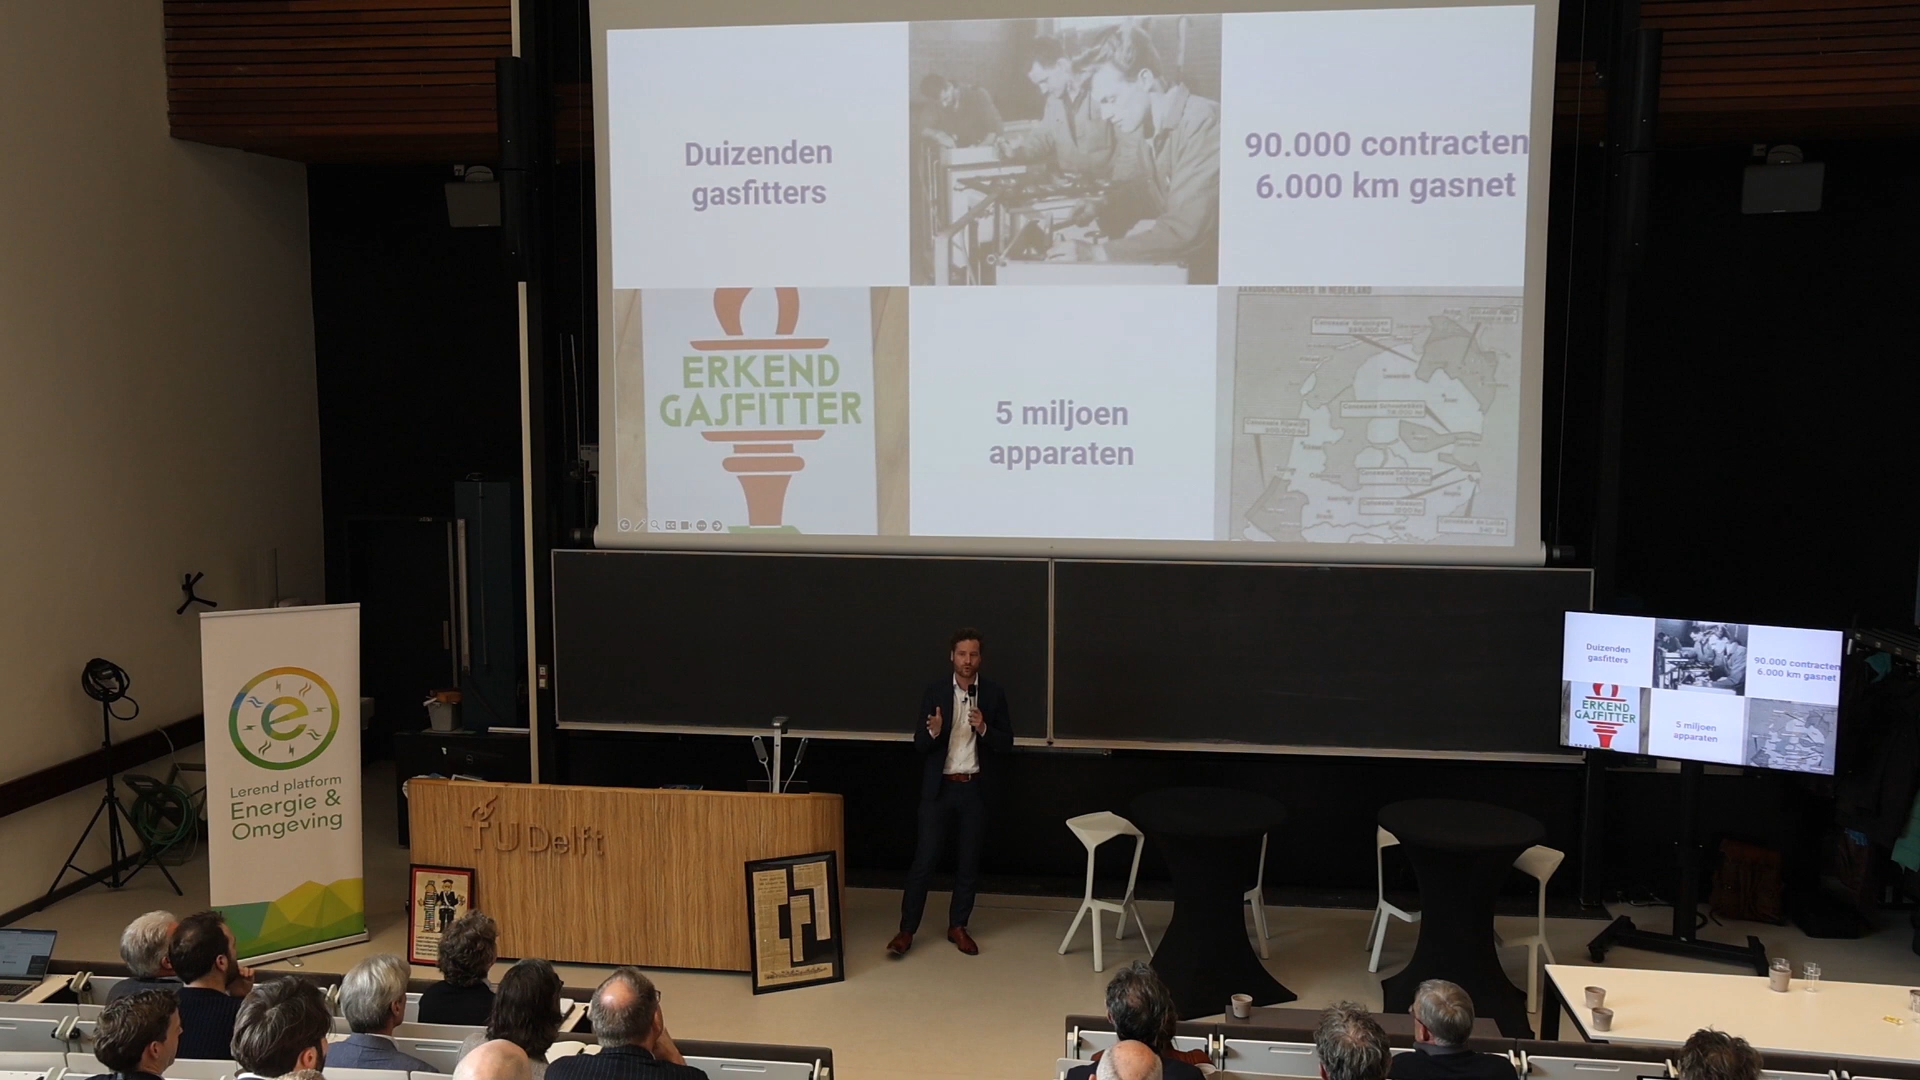 Duizenden
gasfitters
90.000 contracten
6.000 km gasnet
ERKEND
GASFITTER
5 miljoen
apparaten
Lerend platform
Energie &
Omgeving
TU Delft
Duizenden
gasfitters
90.000 contracten
6.000 km gasnet
ERKEND
GASFITTER
5 miljoen
apparaten